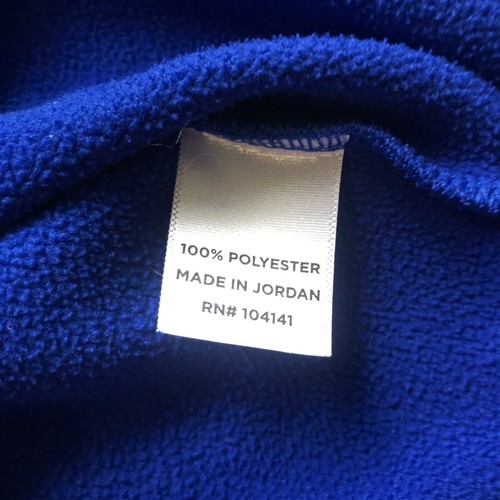 100% POLYESTER
MADE IN JORDAN
RN# 104141